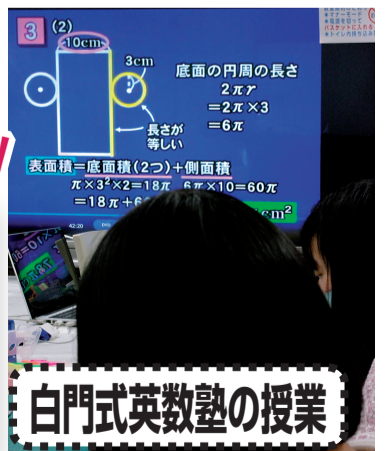 3 (2)
10cm
3cm
底面の円周の長さ
2πr
=2π×3
=6π
長さが
等しい
表面積=底面積(2つ)+側面積
π×3²×2=18π 6π×10=60π
=18π+6
cm²
42:20
白門式英数塾の授業